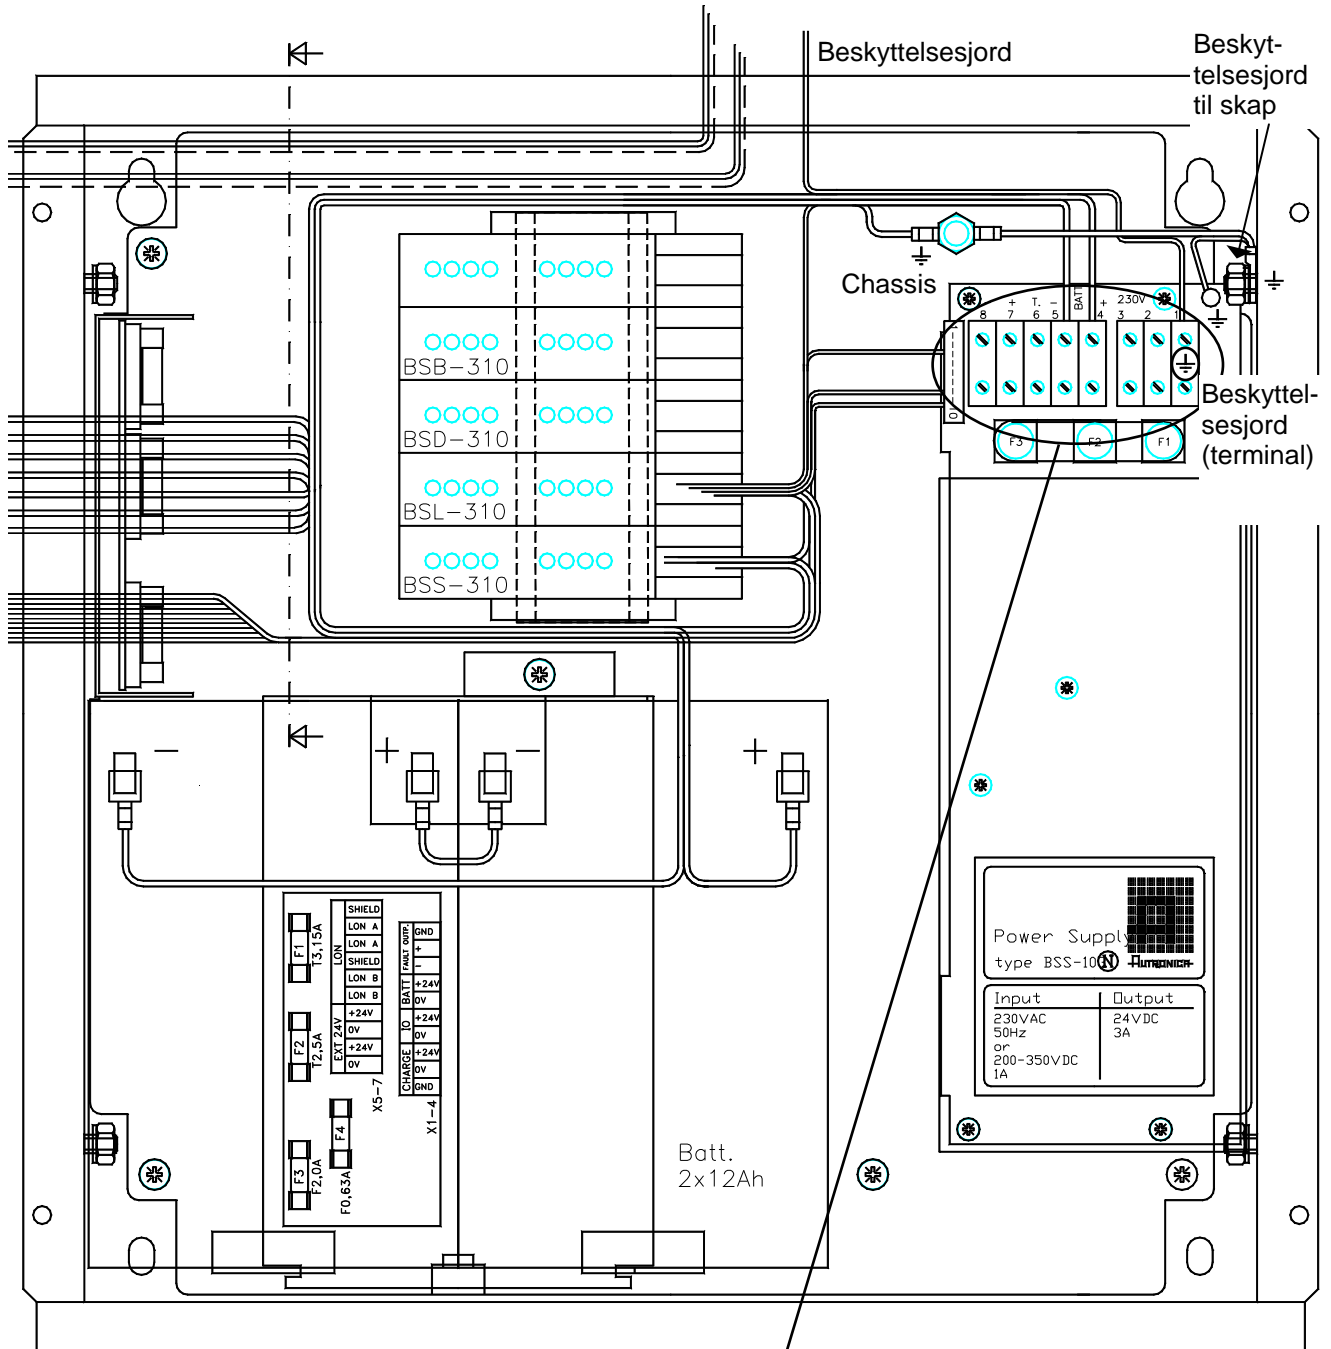 Beskyttelsesjord
Beskyt-
telsesjord
til skap
Chassis
+ T. - BATT + 230V
8 7 6 5 4 3 2 1
Beskyttel-
sesjord
(terminal)
F3 F2 F1
BSB-310
BSD-310
BSL-310
BSS-310
- + - +
F1
T3,15A
F2
T2,5A
F3
F2,0A
F4
F0,63A
LON
SHIELD
LON A
LON A
SHIELD
LON B
LON B
EXT 24V
+24V
0V
+24V
0V
X5-7
FAULT OUTP.
GND
+
-
BATT
+24V
0V
IO
+24V
0V
CHARGE
+24V
0V
GND
X1-4
Batt.
2x12Ah
Power Supply
type BSS-10
N
AUTRONICA
Input Output
230VAC 24VDC
50Hz 3A
or
200-350VDC
1A